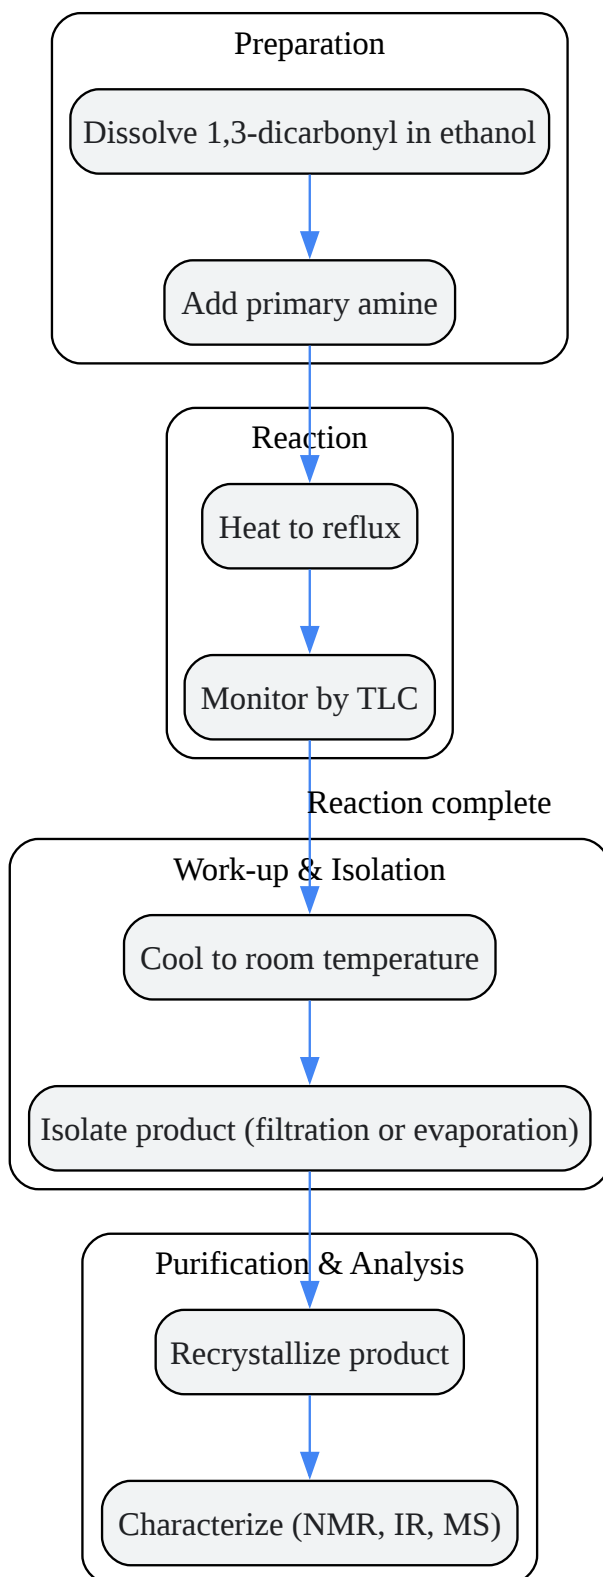 Preparation
Dissolve 1,3-dicarbonyl in ethanol
Add primary amine
Reaction
Heat to reflux
Monitor by TLC
Reaction complete
Work-up & Isolation
Cool to room temperature
Isolate product (filtration or evaporation)
Purification & Analysis
Recrystallize product
Characterize (NMR, IR, MS)